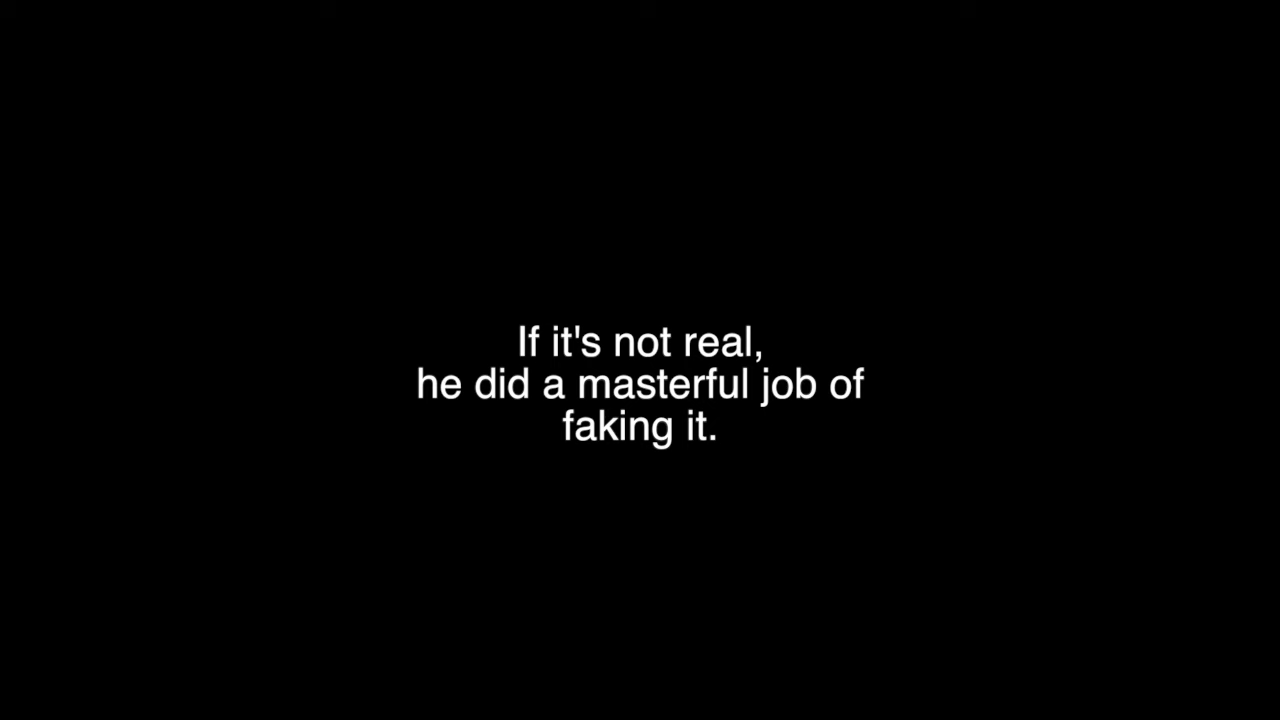 If it's not real,
he did a masterful job of
faking it.